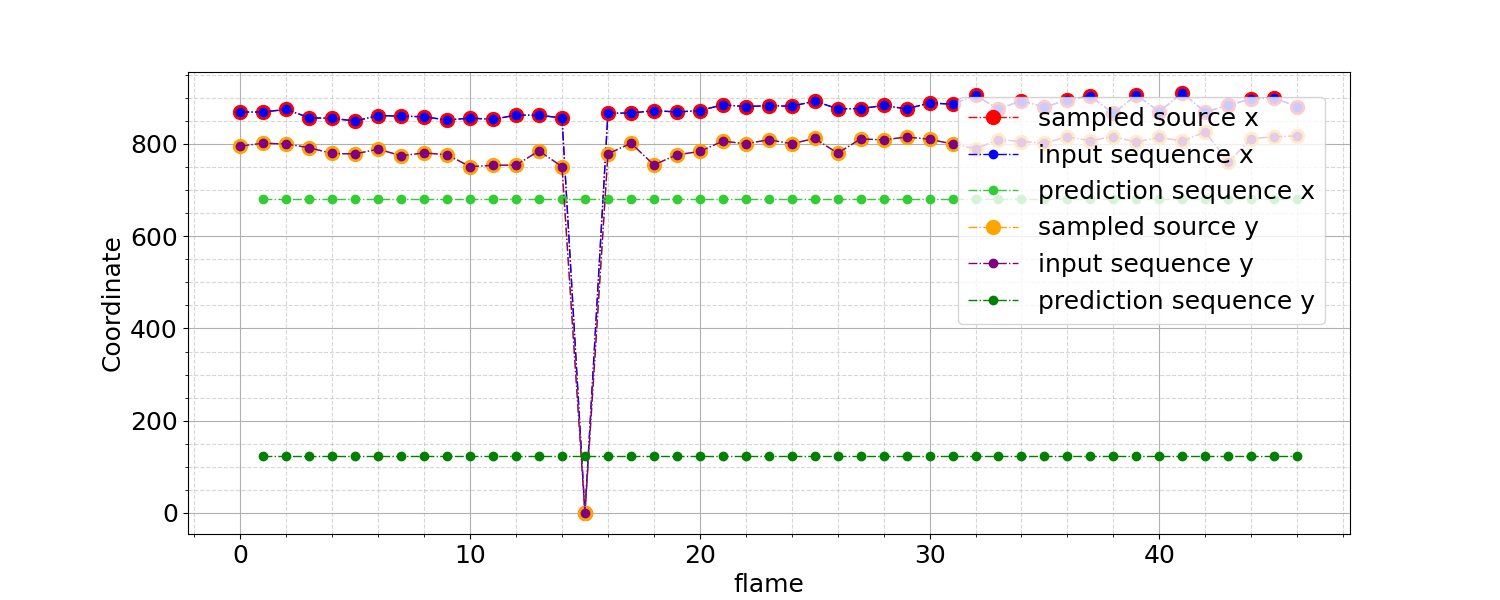 800
600
400
200
0
Coordinate
0 10 20 30 40
flame
sampled source x
input sequence x
prediction sequence x
sampled source y
input sequence y
prediction sequence y